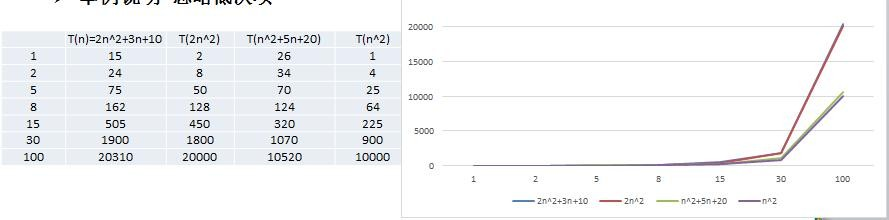 T(n)=2n^2+3n+10 T(2n^2) T(n^2+5n+20) T(n^2)
1 15 2 26 1
2 24 8 34 4
5 75 50 70 25
8 162 128 124 64
15 505 450 320 225
30 1900 1800 1070 900
100 20310 20000 10520 10000
20000
15000
10000
5000
0
1 2 5 8 15 30 100
2n^2+3n+10 2n^2 n^2+5n+20 n^2